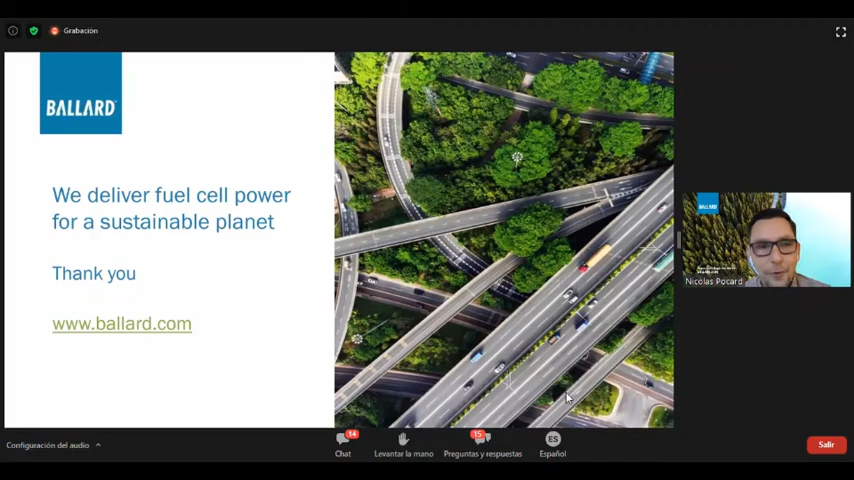 Grabación
BALLARD
We deliver fuel cell power
for a sustainable planet
Thank you
www.ballard.com
BALLARD
Nicolas Pocard
Configuración del audio
14
Chat
Levantar la mano
15
Preguntas y respuestas
ES
Español
Salir